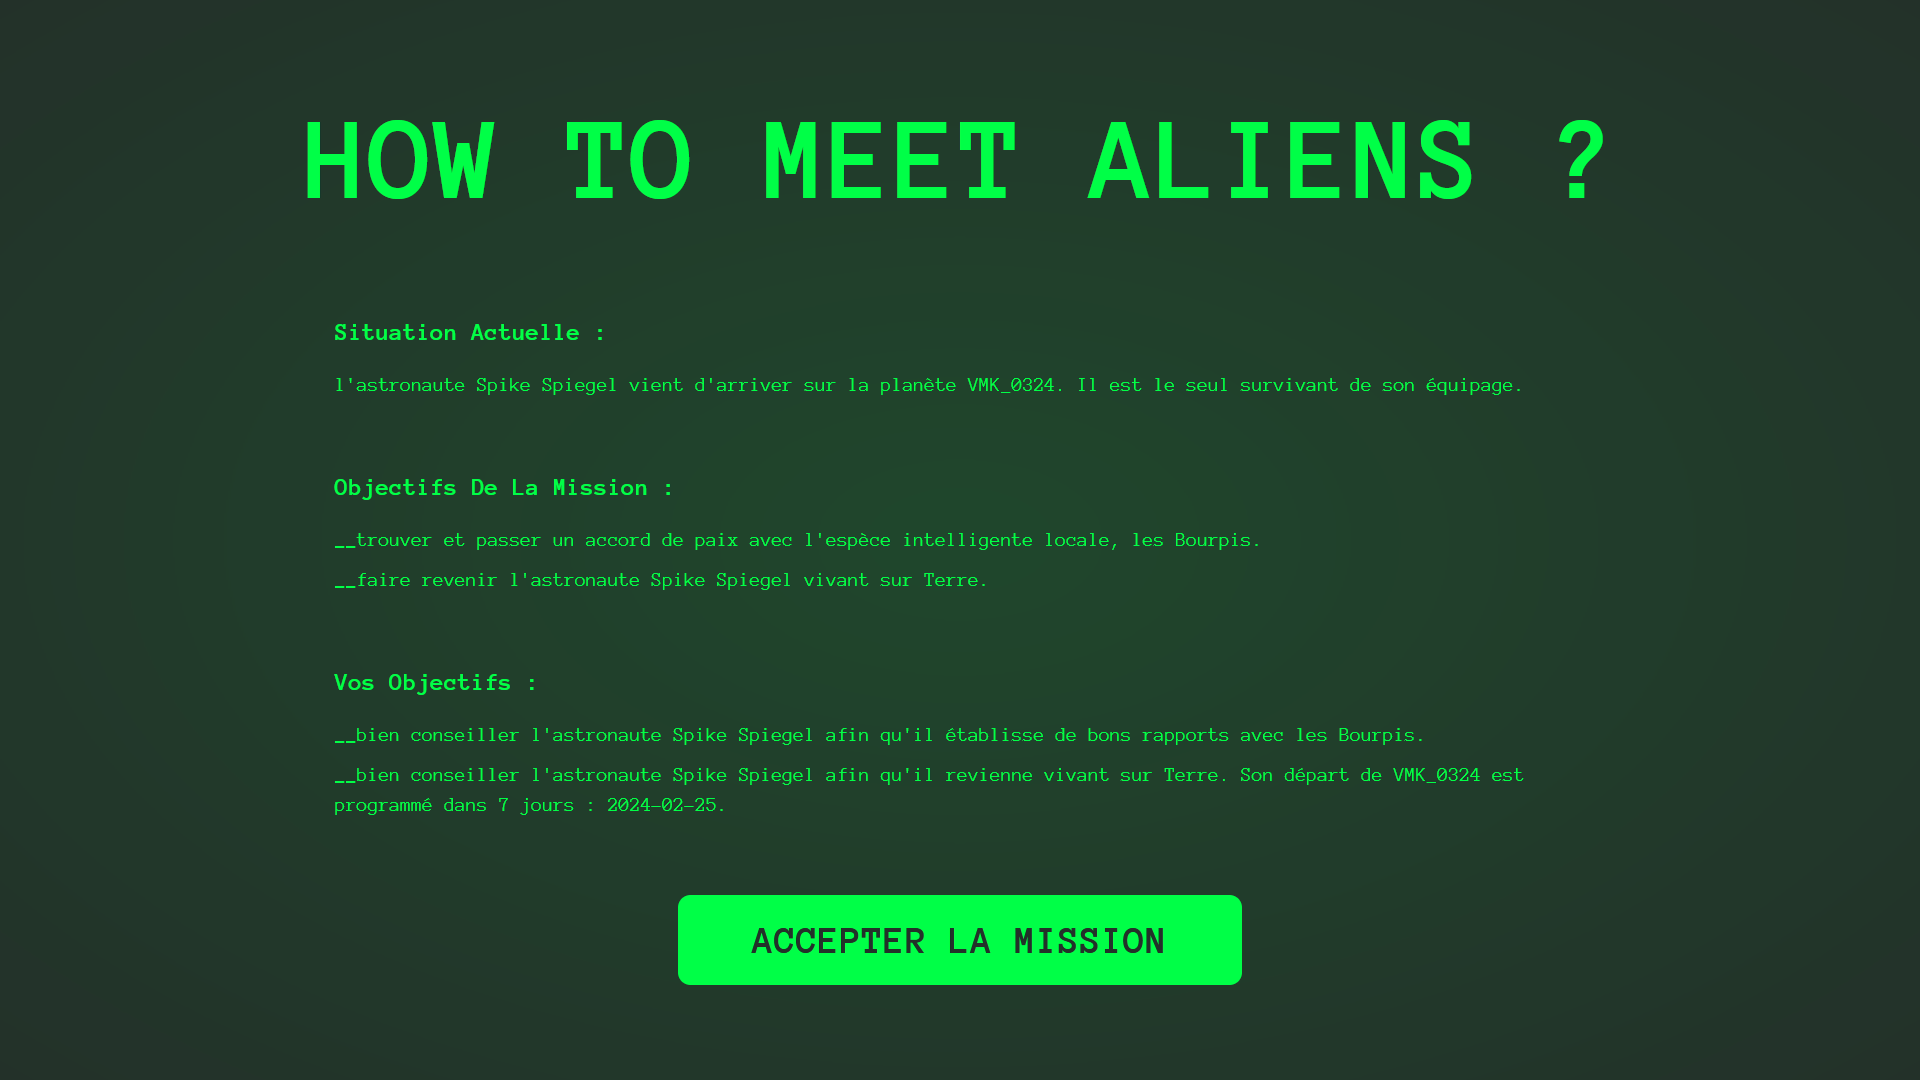 HOW TO MEET ALIENS ?
Situation Actuelle :
l'astronaute Spike Spiegel vient d'arriver sur la planète VMK_0324. Il est le seul survivant de son équipage.
Objectifs De La Mission :
__trouver et passer un accord de paix avec l'espèce intelligente locale, les Bourpis.
__faire revenir l'astronaute Spike Spiegel vivant sur Terre.
Vos Objectifs :
__bien conseiller l'astronaute Spike Spiegel afin qu'il établisse de bons rapports avec les Bourpis.
__bien conseiller l'astronaute Spike Spiegel afin qu'il revienne vivant sur Terre. Son départ de VMK_0324 est
programmé dans 7 jours : 2024-02-25.
ACCEPTER LA MISSION